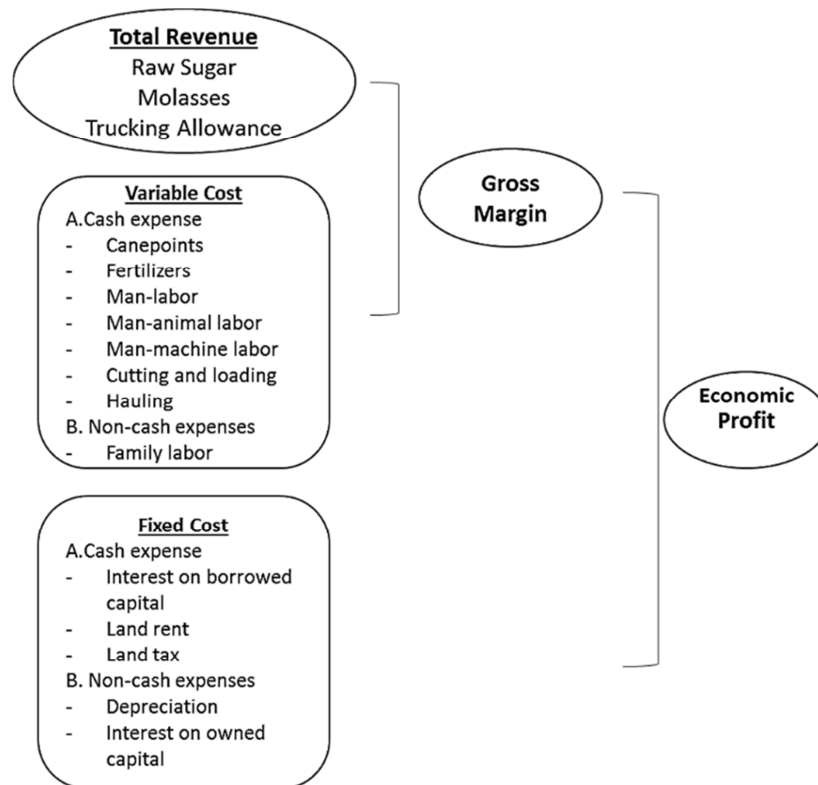 Total Revenue
Raw Sugar
Molasses
Trucking Allowance
Variable Cost
A.Cash expense
- Canepoints
- Fertilizers
- Man-labor
- Man-animal labor
- Man-machine labor
- Cutting and loading
- Hauling
B. Non-cash expenses
- Family labor
Gross
Margin
Economic
Profit
Fixed Cost
A.Cash expense
- Interest on borrowed
capital
- Land rent
- Land tax
B. Non-cash expenses
- Depreciation
- Interest on owned
capital